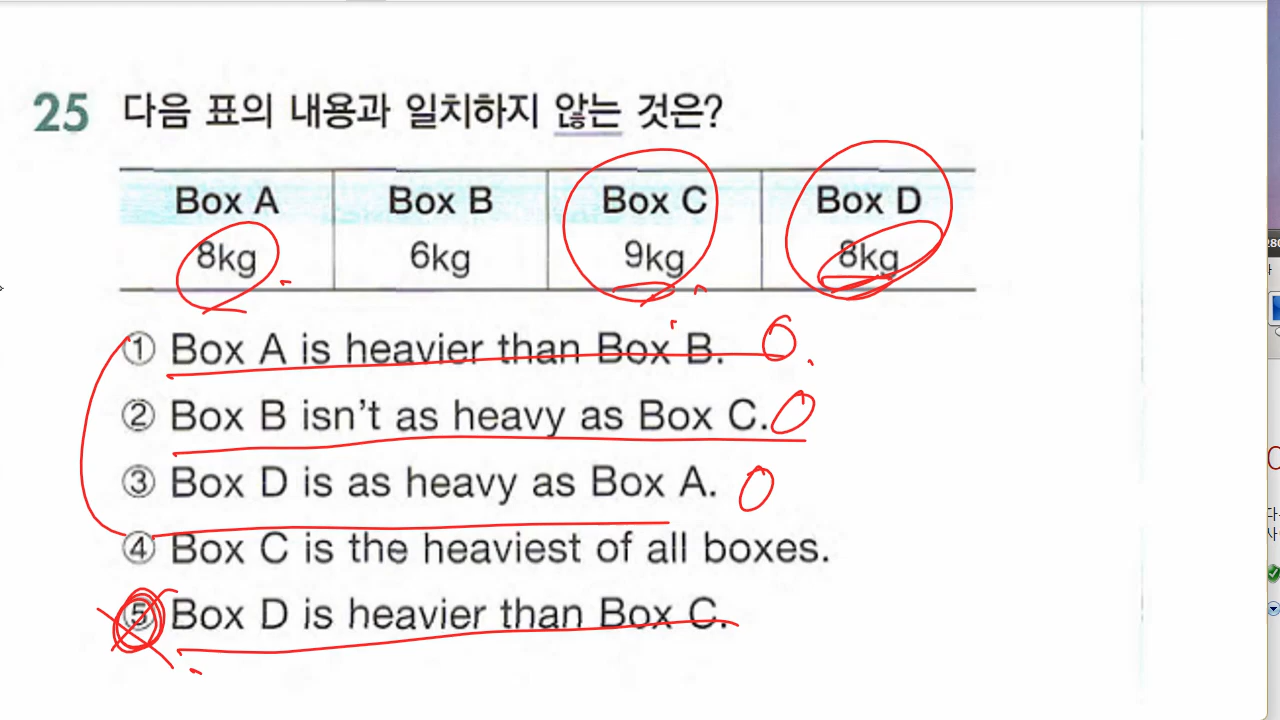 25 다음 표의 내용과 일치하지 않는 것은?
Box A Box B Box C Box D
8kg 6kg 9kg 8kg
① Box A is heavier than Box B.
② Box B isn't as heavy as Box C.
③ Box D is as heavy as Box A.
④ Box C is the heaviest of all boxes.
⑤ Box D is heavier than Box C.